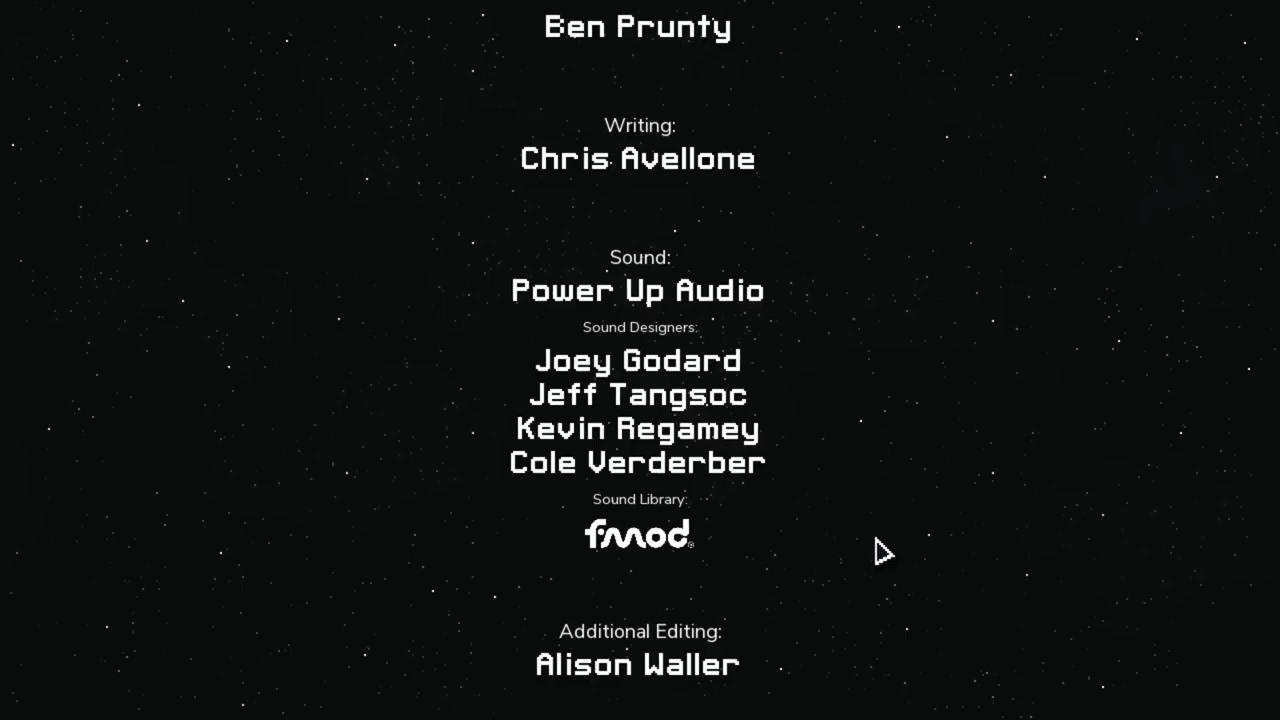 Ben Prunty
Writing:
Chris Avellone
Sound:
Power Up Audio
Sound Designers:
Joey Godard
Jeff Tangsoc
Kevin Regamey
Cole Verderber
Sound Library:
fmod®
Additional Editing:
Alison Waller